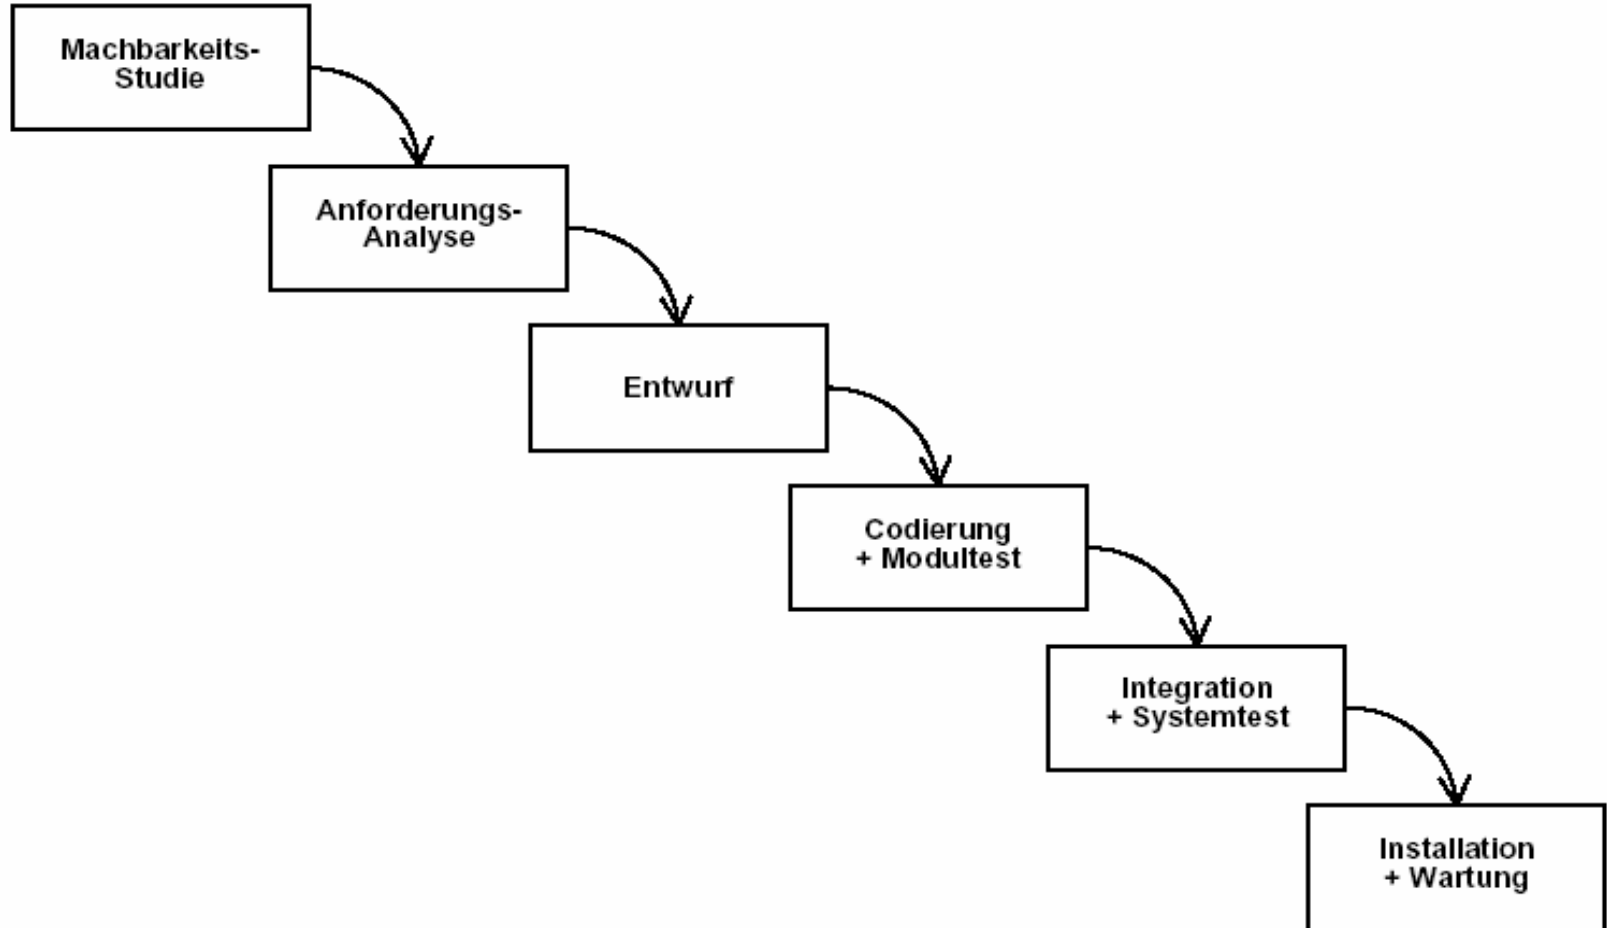 Machbarkeits-
Studie
Anforderungs-
Analyse
Entwurf
Codierung
+ Modultest
Integration
+ Systemtest
Installation
+ Wartung